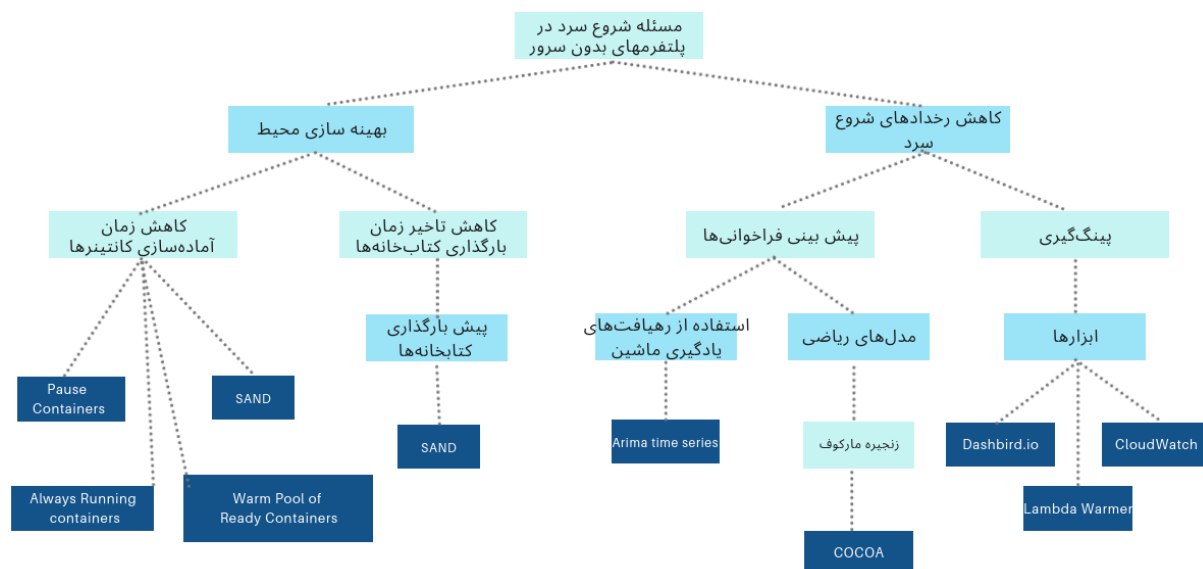 مسئله شروع سرد در
پلتفرمهای بدون سرور
بهینه سازی محیط
کاهش رخدادهای شروع
سرد
کاهش زمان
آماده‌سازی کانتینرها
کاهش تاخیر زمان
بارگذاری کتاب‌خانه‌ها
پیش بینی فراخوانی‌ها
پینگ‌گیری
پیش بارگذاری
کتابخانه‌ها
استفاده از رهیافت‌های
یادگیری ماشین
مدل‌های ریاضی
ابزارها
Pause
Containers
SAND
SAND
Arima time series
زنجیره مارکوف
Dashbird.io
CloudWatch
Always Running
containers
Warm Pool of
Ready Containers
Lambda Warmer
COCOA